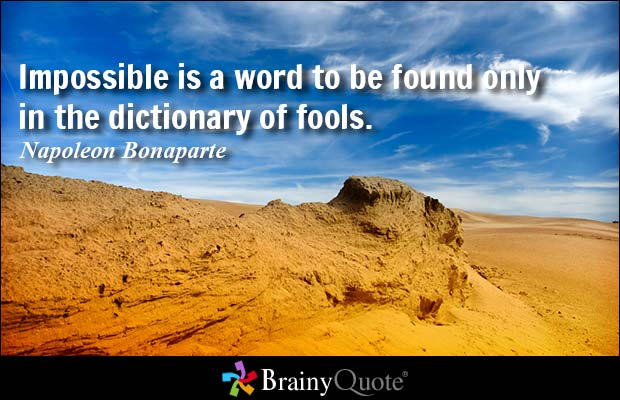 Impossible is a word to be found only
in the dictionary of fools.
Napoleon Bonaparte
BrainyQuote®